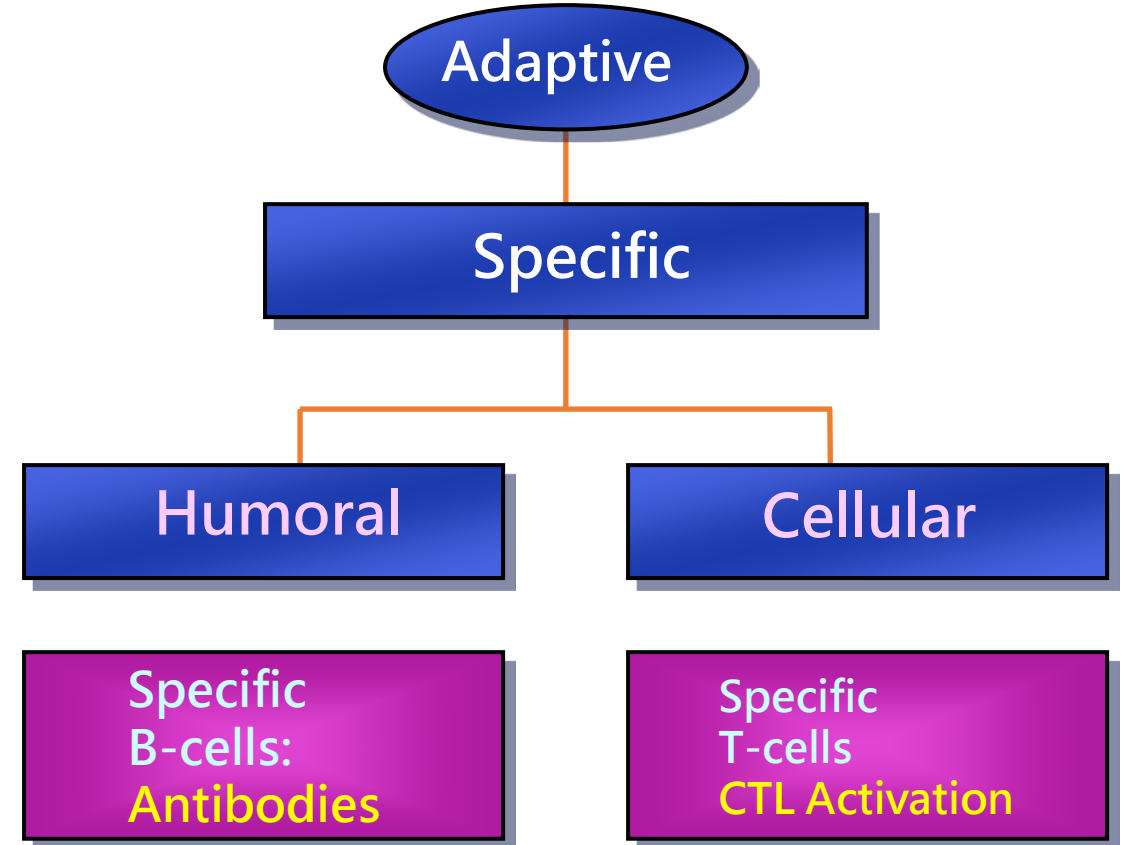 Adaptive
Specific
Humoral
Cellular
Specific
B-cells:
Antibodies
Specific
T-cells
CTL Activation